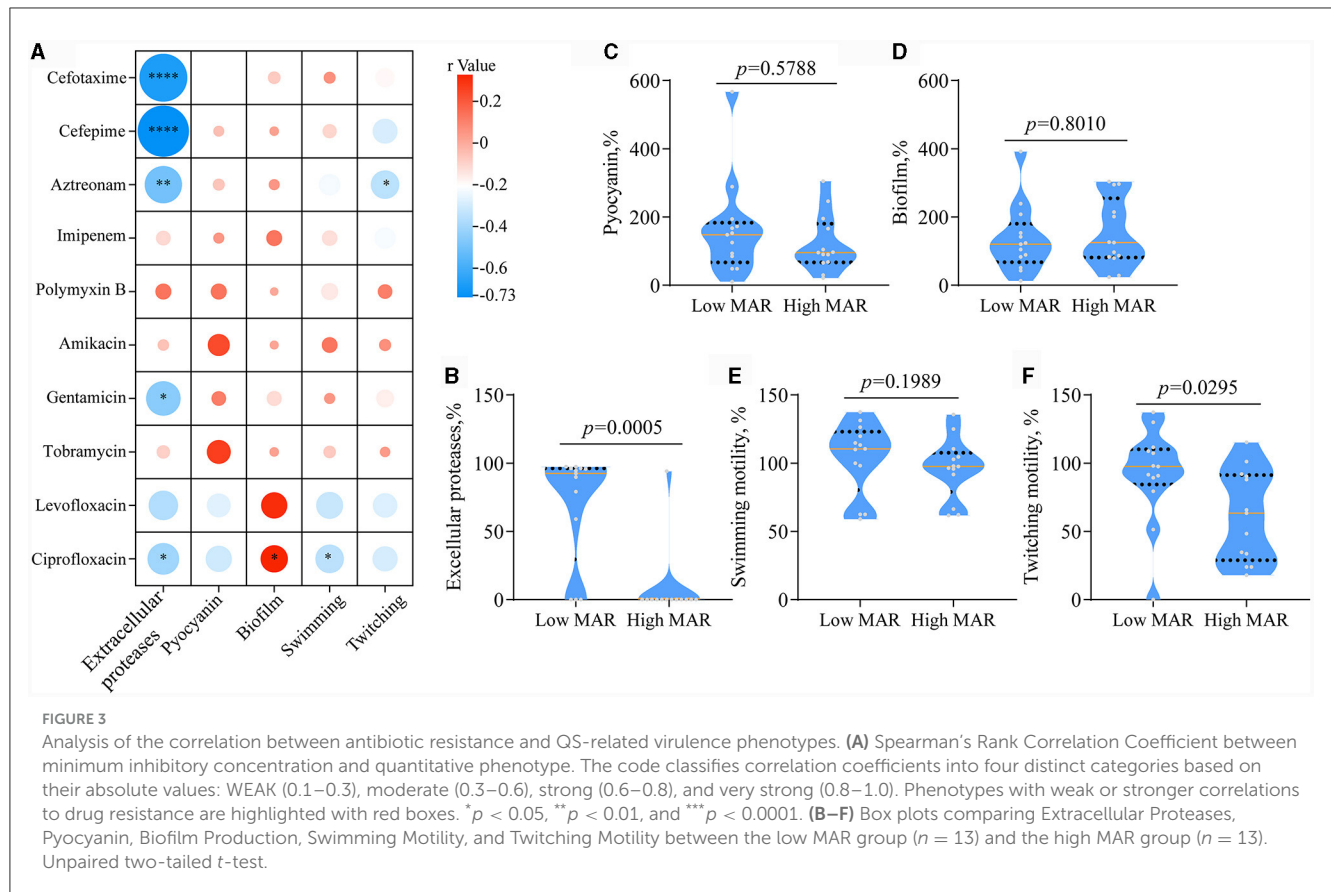 A
r Value
Cefotaxime
****
Cefepime
****
Aztreonam
**
*
Imipenem
Polymyxin B
Amikacin
Gentamicin
*
Tobramycin
Levofloxacin
Ciprofloxacin
*
*
*
Extracellular
proteases
Pyocyanin
Biofilm
Swimming
Twitching
0.2
0
-0.2
-0.4
-0.6
-0.73
C
p=0.5788
Pyocyanin,%
600
400
200
0
Low MAR
High MAR
D
p=0.8010
Biofilm,%
600
400
200
0
Low MAR
High MAR
B
p=0.0005
Excellular proteases,%
150
100
50
0
Low MAR
High MAR
E
p=0.1989
Swimming motility, %
150
100
50
0
Low MAR
High MAR
F
p=0.0295
Twitching motility, %
150
100
50
0
Low MAR
High MAR
FIGURE 3
Analysis of the correlation between antibiotic resistance and QS-related virulence phenotypes. (A) Spearman's Rank Correlation Coefficient between
minimum inhibitory concentration and quantitative phenotype. The code classifies correlation coefficients into four distinct categories based on
their absolute values: WEAK (0.1–0.3), moderate (0.3–0.6), strong (0.6–0.8), and very strong (0.8–1.0). Phenotypes with weak or stronger correlations
to drug resistance are highlighted with red boxes. *p < 0.05, **p < 0.01, and ***p < 0.0001. (B–F) Box plots comparing Extracellular Proteases,
Pyocyanin, Biofilm Production, Swimming Motility, and Twitching Motility between the low MAR group (n = 13) and the high MAR group (n = 13).
Unpaired two-tailed t-test.